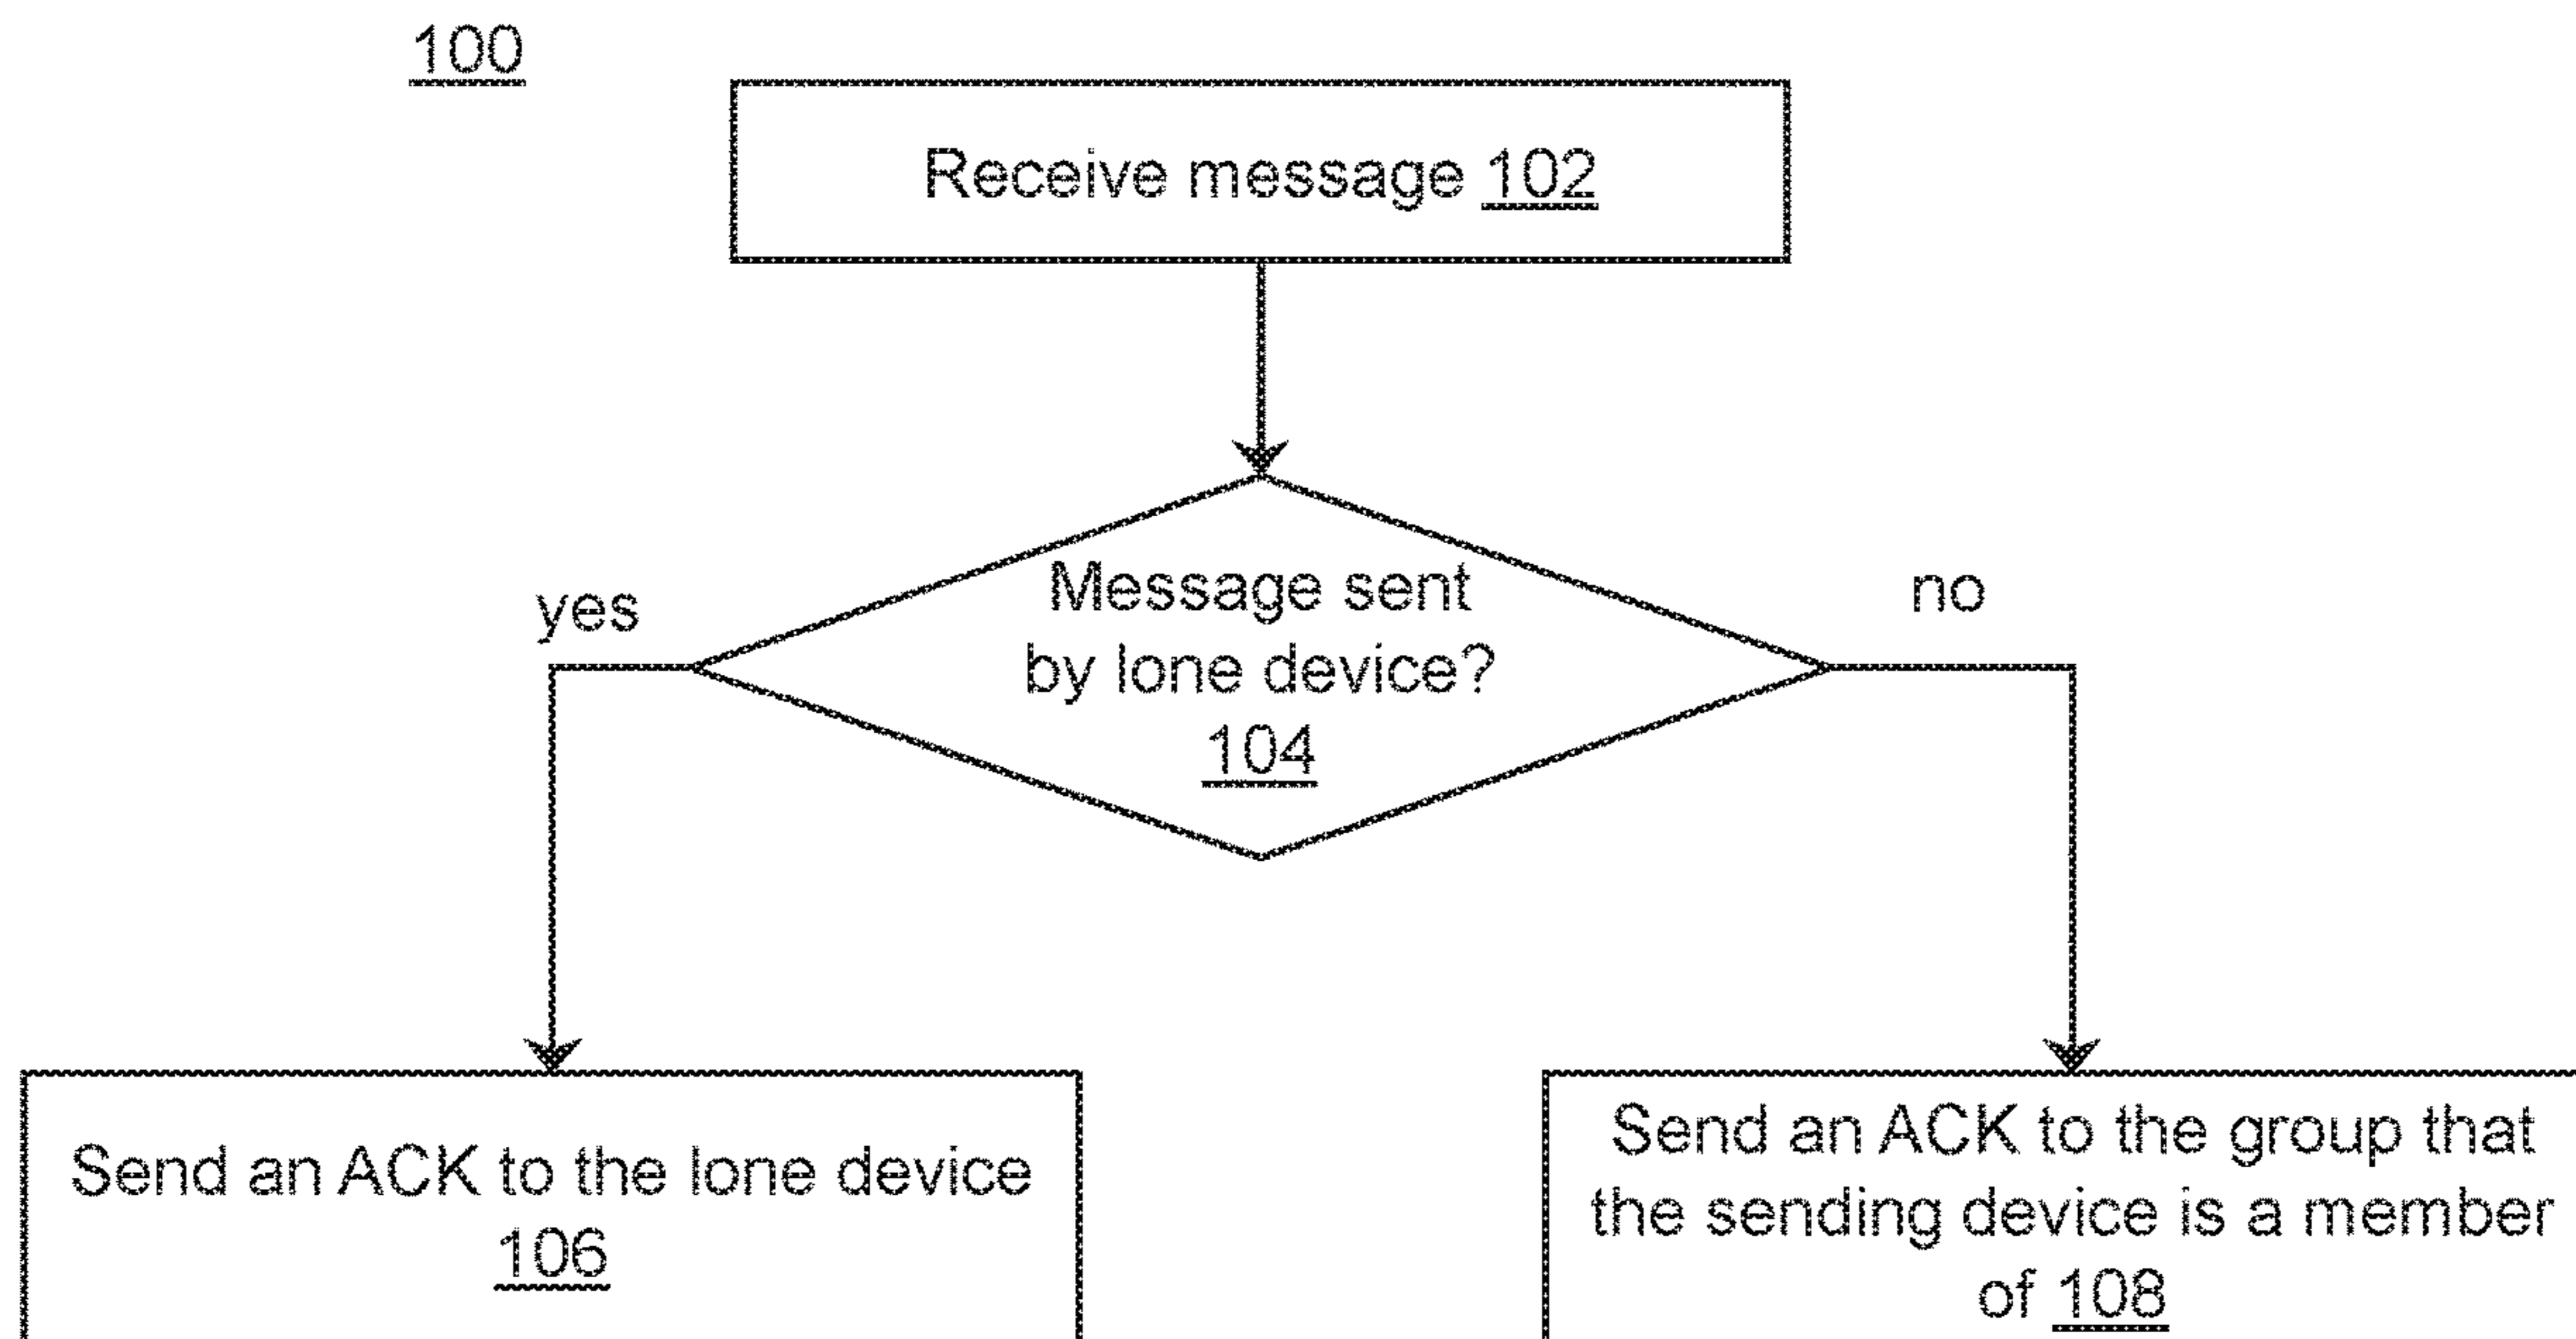 100
Receive message 102
Message sent
by lone device?
104
yes
no
Send an ACK to the lone device
106
Send an ACK to the group that
the sending device is a member
of 108